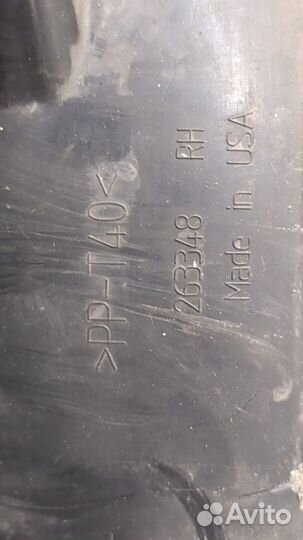 >PP-T40<
263348 RH
Made in USA
Avito